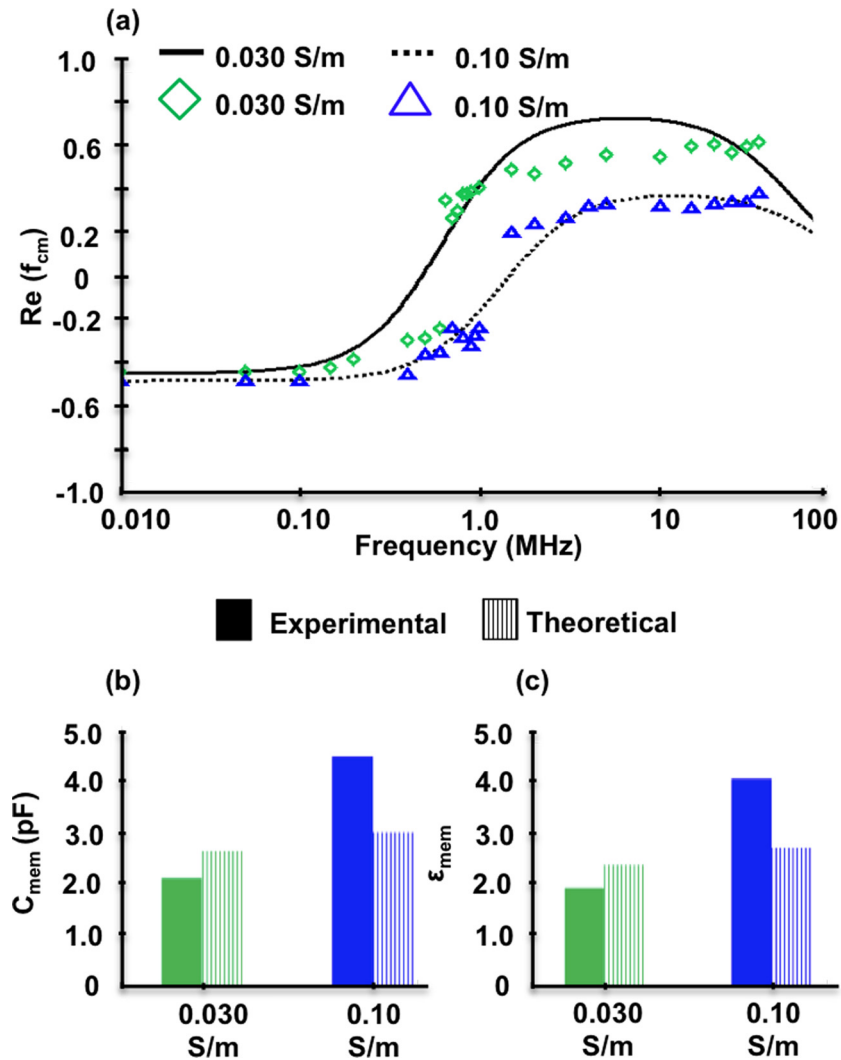 (a)
0.030 S/m 0.10 S/m
0.030 S/m 0.10 S/m
1.0
0.6
0.2
0
-0.2
-0.6
-1.0
Re (fcm)
0.010 0.10 1.0 10 100
Frequency (MHz)
Experimental Theoretical
(b)
5.0
4.0
3.0
2.0
1.0
0
Cmem (pF)
0.030 0.10
S/m S/m
(c)
5.0
4.0
3.0
2.0
1.0
0
εmem
0.030 0.10
S/m S/m